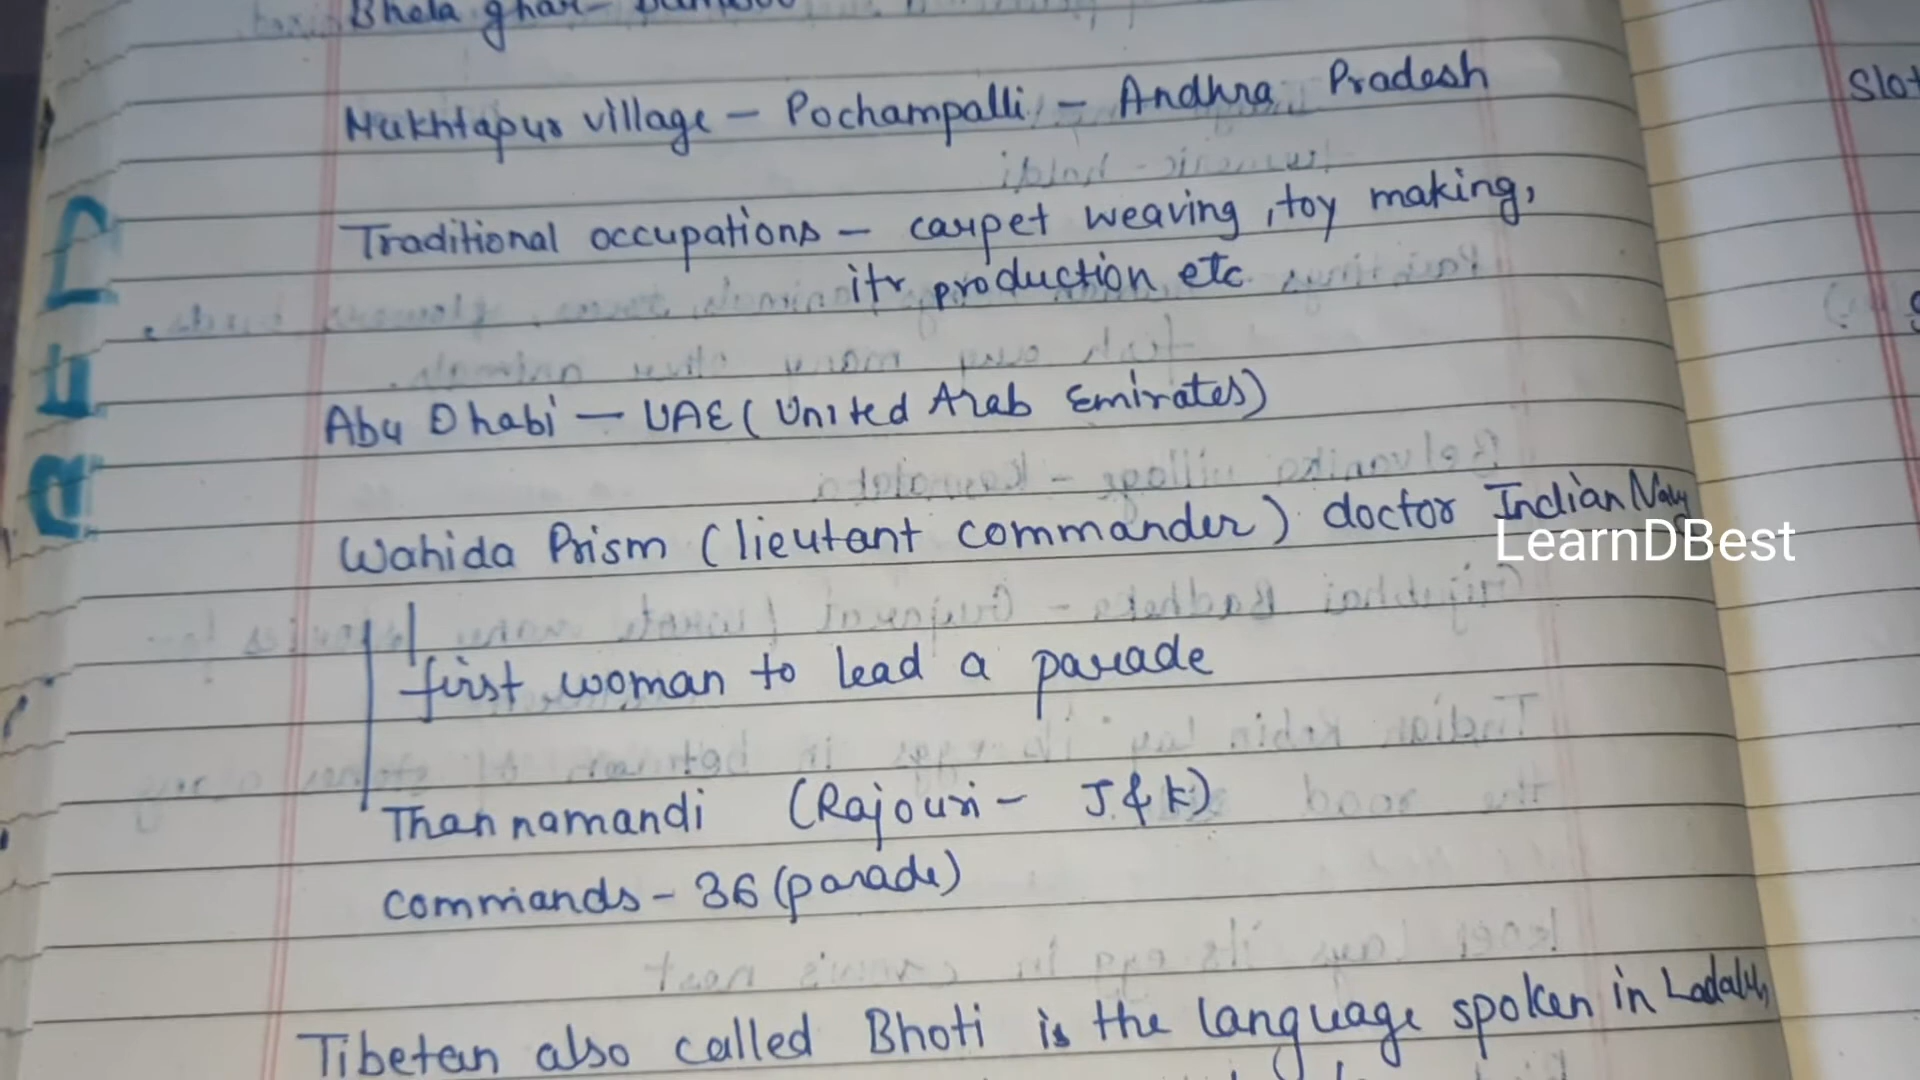 Bhela ghar -
Mukhtapur village - Pochampalli - Andhra Pradesh
Traditional occupations - carpet weaving, toy making,
itr production, etc
Abu Dhabi - UAE (United Arab Emirates)
Wahida Prism (lieutant commander) doctor Indian Navy
LearnDBest
first woman to lead a parade
Thannamandi (Rajouri - J & K)
commands - 36 (parade)
Tibetan also called Bhoti is the language spoken in Ladakh